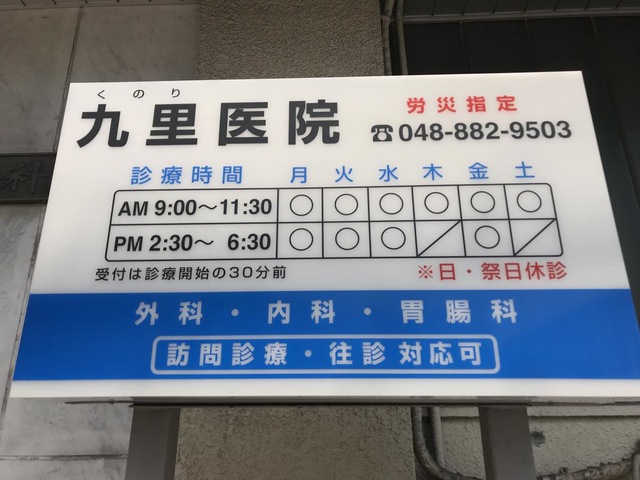 くのり
九里医院
労災指定
☎048-882-9503
診療時間 月 火 水 木 金 土
AM 9:00〜11:30 ○ ○ ○ ○ ○ ○
PM 2:30〜 6:30 ○ ○ ○ ／ ○ ／
受付は診療開始の30分前
※日・祭日休診
外科・内科・胃腸科
訪問診療・往診対応可
科